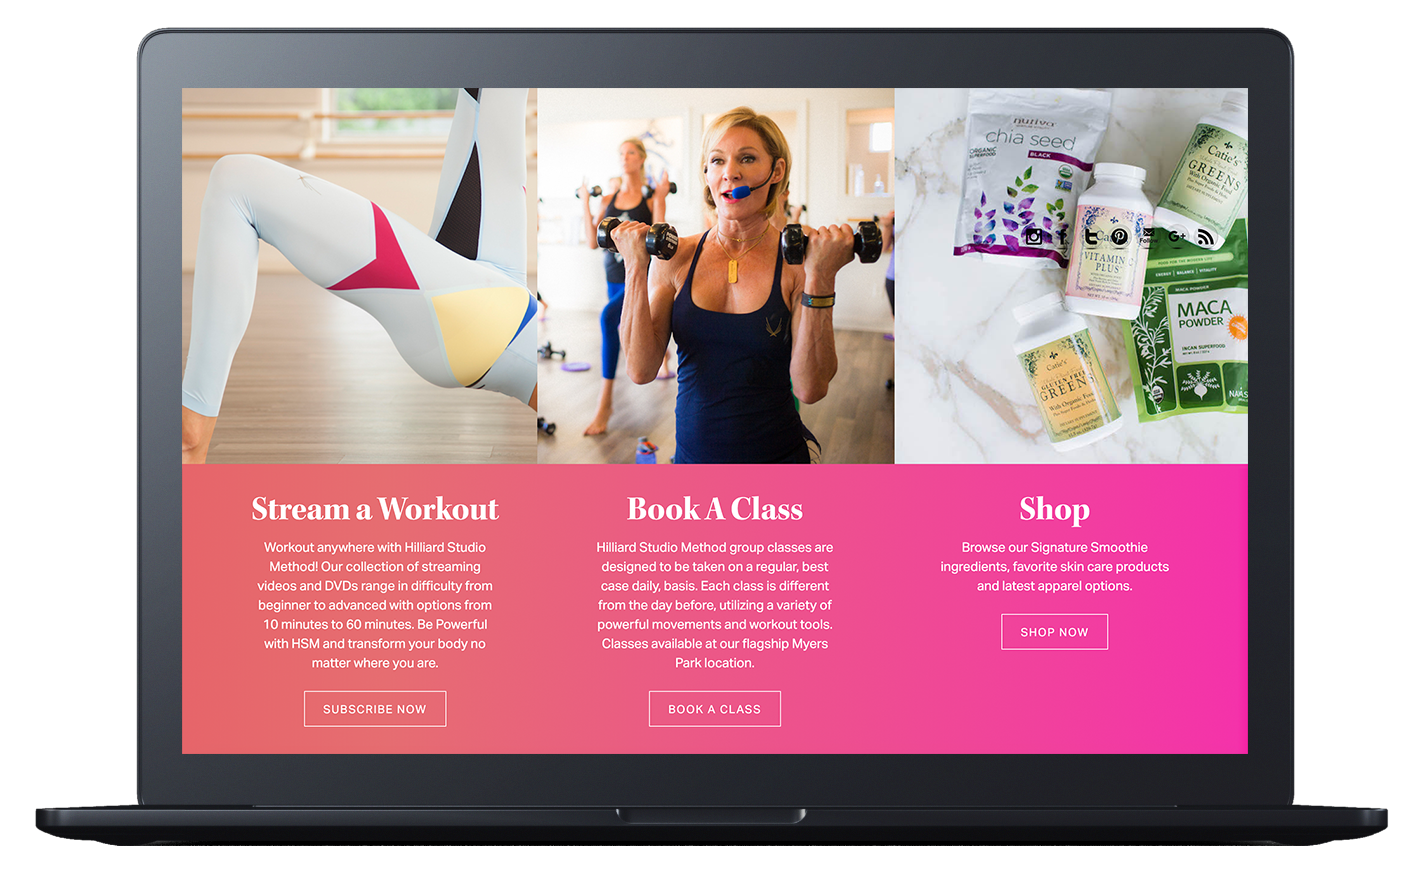 nutiva
chia seed
ORGANIC
SUPERFOOD
BLACK
Catie's
GREENS
With Organic Food
VITAMIN C
PLUS
MACA
POWDER
INCAN SUPERFOOD
Catie's
GLUTEN FREE
GREENS
With Organic Food
Follow
G+
Stream a Workout
Workout anywhere with Hilliard Studio
Method! Our collection of streaming
videos and DVDs range in difficulty from
beginner to advanced with options from
10 minutes to 60 minutes. Be Powerful
with HSM and transform your body no
matter where you are.
SUBSCRIBE NOW
Book A Class
Hilliard Studio Method group classes are
designed to be taken on a regular, best
case daily, basis. Each class is different
from the day before, utilizing a variety of
powerful movements and workout tools.
Classes available at our flagship Myers
Park location.
BOOK A CLASS
Shop
Browse our Signature Smoothie
ingredients, favorite skin care products
and latest apparel options.
SHOP NOW